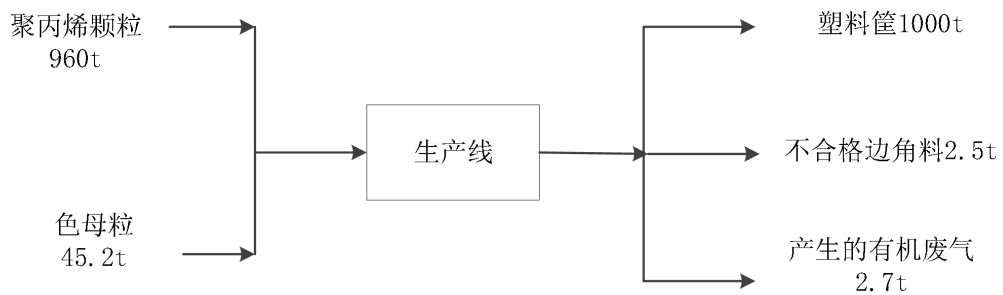 聚丙烯颗粒
960t
色母粒
45.2t
生产线
塑料筐1000t
不合格边角料2.5t
产生的有机废气
2.7t